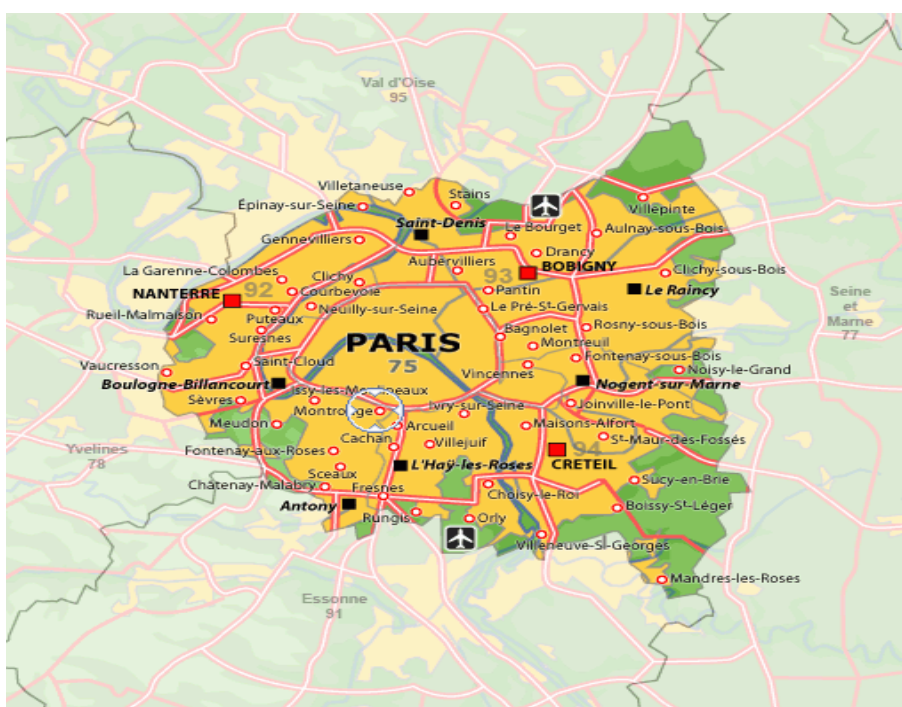 Val d'Oise
95
Villetaneuse
Stains
Épinay-sur-Seine
Villepinte
Saint-Denis
Le Bourget
Aulnay-sous-Bois
Gennevilliers
Drancy
Aubervilliers
93
BOBIGNY
La Garenne-Colombes
Clichy
Clichy-sous-Bois
NANTERRE
92
Courbevoie
Pantin
Le Raincy
Rueil-Malmaison
Puteaux
Neuilly-sur-Seine
Le Pré-St-Gervais
Seine
et
Marne
77
Suresnes
Bagnolet
Rosny-sous-Bois
PARIS
75
Montreuil
Vaucresson
Saint-Cloud
Vincennes
Fontenay-sous-Bois
Noisy-le-Grand
Boulogne-Billancourt
Issy-les-Moulineaux
Nogent-sur-Marne
Sèvres
Montrouge
Ivry-sur-Seine
Joinville-le-Pont
Meudon
Arcueil
Maisons-Alfort
Cachan
Villejuif
St-Maur-des-Fossés
Yvelines
78
Fontenay-aux-Roses
94
CRETEIL
Sceaux
L'Haÿ-les-Roses
Châtenay-Malabry
Fresnes
Choisy-le-Roi
Sucy-en-Brie
Antony
Rungis
Orly
Boissy-St-Léger
Villeneuve-St-Georges
Mandres-les-Roses
Essonne
91